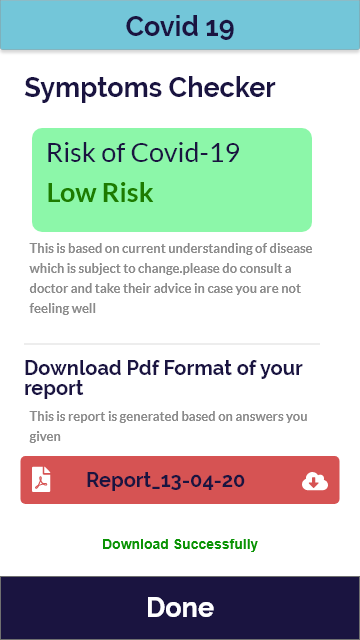 Covid 19
Symptoms Checker
Risk of Covid-19
Low Risk
This is based on current understanding of disease
which is subject to change.please do consult a
doctor and take their advice in case you are not
feeling well
Download Pdf Format of your
report
This is report is generated based on answers you
given
Report_13-04-20
Download Successfully
Done